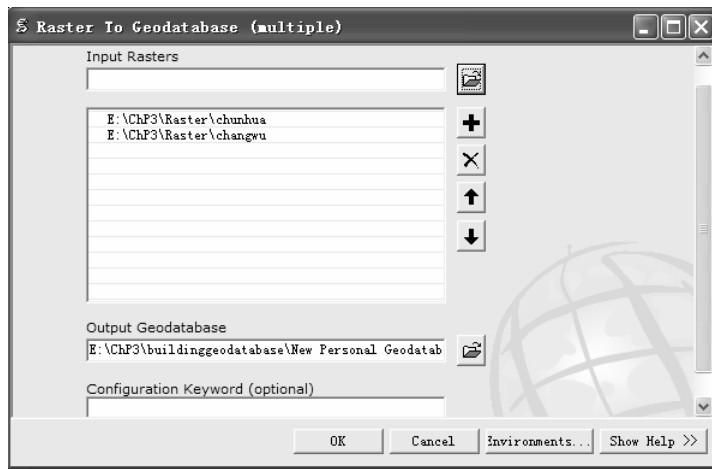 Raster To Geodatabase (multiple)
Input Rasters
E:\ChP3\Raster\chunhua
E:\ChP3\Raster\changwu
Output Geodatabase
E:\ChP3\buildinggeodatabase\New Personal Geodatab
Configuration Keyword (optional)
OK Cancel Environments... Show Help >>